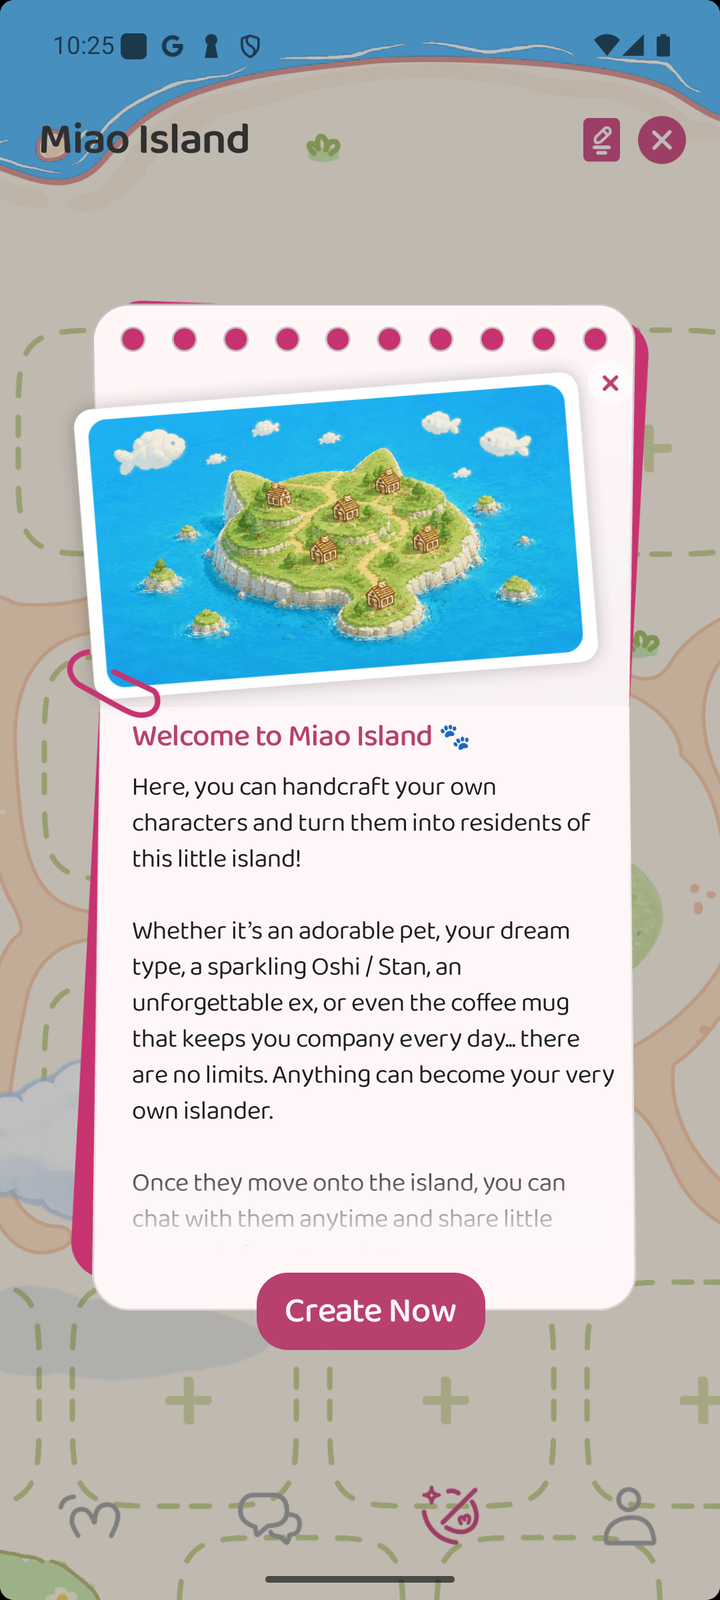 10:25
Miao Island
Welcome to Miao Island 🐾
Here, you can handcraft your own
characters and turn them into residents of
this little island!
Whether it’s an adorable pet, your dream
type, a sparkling Oshi / Stan, an
unforgettable ex, or even the coffee mug
that keeps you company every day... there
are no limits. Anything can become your very
own islander.
Once they move onto the island, you can
chat with them anytime and share little
Create Now